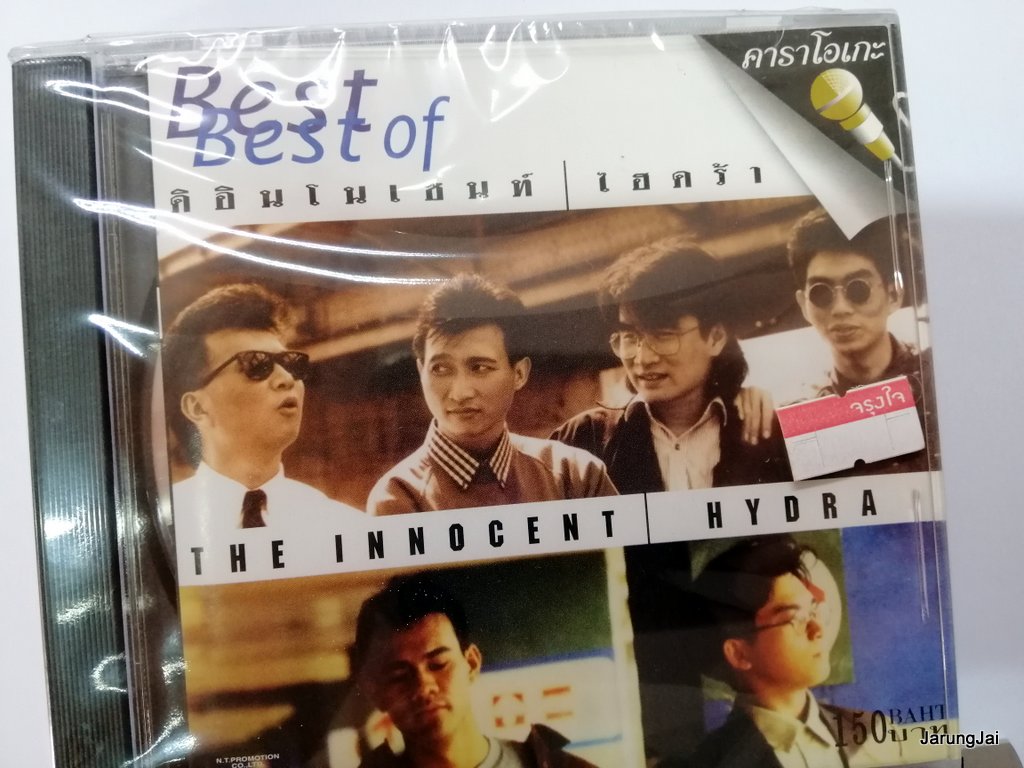 คาราโอเกะ
Best
Best of
ดิอินโนเซนท์ | ไฮดร้า
จรุงใจ
THE INNOCENT | HYDRA
150 BAHT
บาท
N.T.PROMOTION
CO.,LTD.
JarungJai